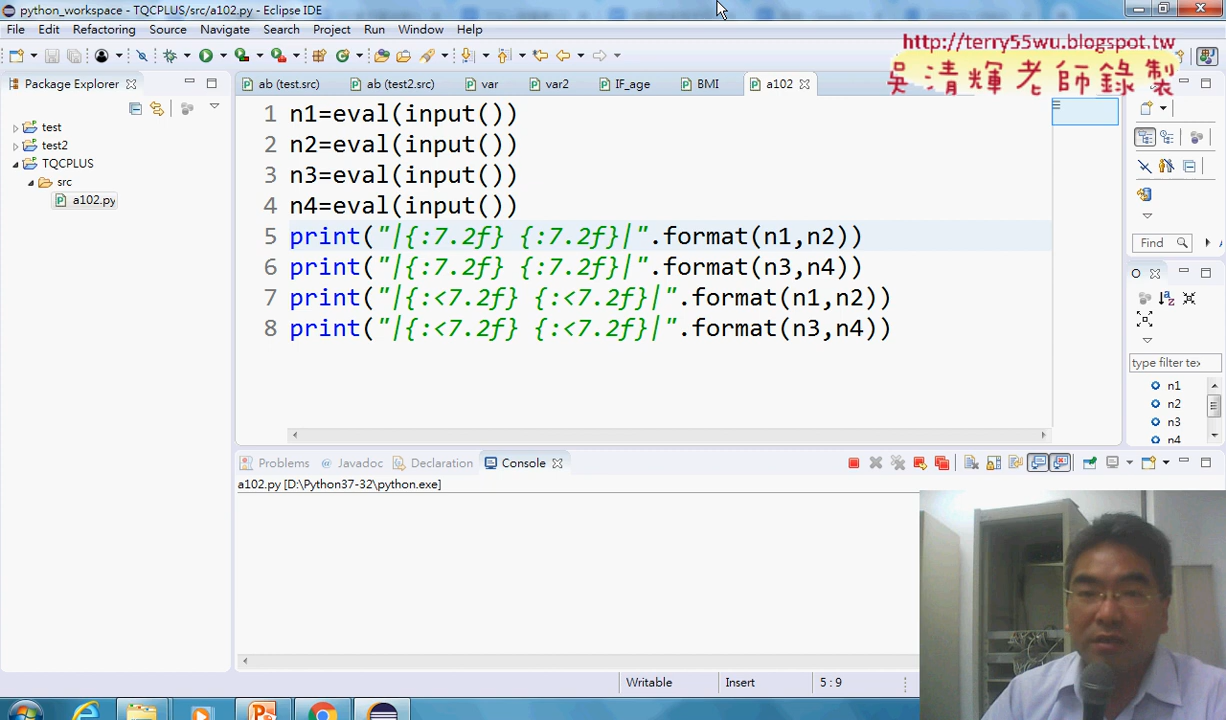 python_workspace - TQCPLUS/src/a102.py - Eclipse IDE
File Edit Refactoring Source Navigate Search Project Run Window Help
http://terry55wu.blogspot.tw
吳清輝老師錄製
Package Explorer
ab (test.src) ab (test2.src) var var2 IF_age BMI a102
test
test2
TQCPLUS
src
a102.py
1 n1=eval(input())
2 n2=eval(input())
3 n3=eval(input())
4 n4=eval(input())
5 print("|{:7.2f} {:7.2f}|".format(n1,n2))
6 print("|{:7.2f} {:7.2f}|".format(n3,n4))
7 print("|{:<7.2f} {:<7.2f}|".format(n1,n2))
8 print("|{:<7.2f} {:<7.2f}|".format(n3,n4))
Find
type filter te
n1
n2
n3
n4
Problems Javadoc Declaration Console
a102.py [D:\Python37-32\python.exe]
Writable Insert 5 : 9